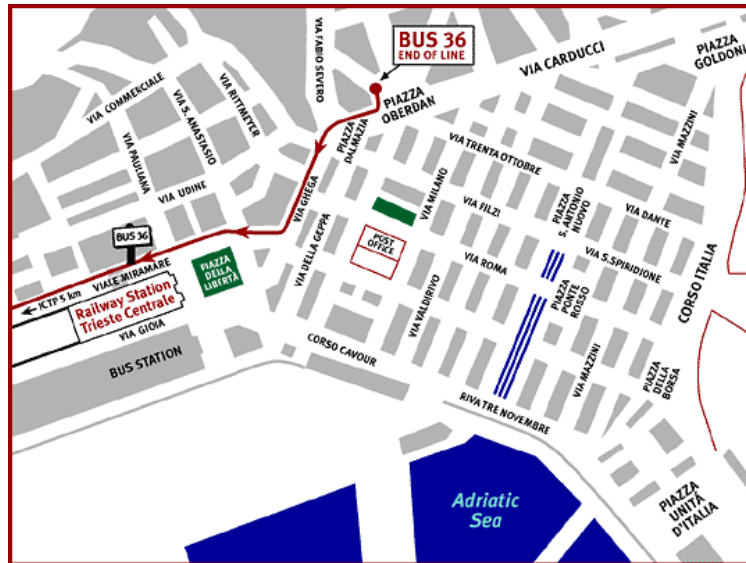 BUS 36
END OF LINE
VIA FABIO SEVERO
VIA CARDUCCI
PIAZZA
GOLDONI
VIA COMMERCIALE
VIA RITTMEYER
VIA S. ANASTASIO
VIA PAULIANA
VIA UDINE
PIAZZA
OBERDAN
PIAZZA
DALMAZIA
VIA GHEGA
VIA TRENTA OTTOBRE
VIA MAZZINI
VIA MILANO
VIA FILZI
PIAZZA
S. ANTONIO
NUOVO
VIA DANTE
BUS 36
POST
OFFICE
VIA DELLA GEPPA
VIA ROMA
VIA S.SPIRIDIONE
CORSO ITALIA
PIAZZA
DELLA
LIBERTÁ
VIALE MIRAMARE
ICTP 5 km
Railway Station
Trieste Centrale
VIA GIOIA
BUS STATION
VIA VALDIRIVO
PIAZZA
PONTE
ROSSO
CORSO CAVOUR
VIA MAZZINI
PIAZZA
DELLA
BORSA
RIVA TRE NOVEMBRE
Adriatic
Sea
PIAZZA
UNITÁ
D'ITALIA